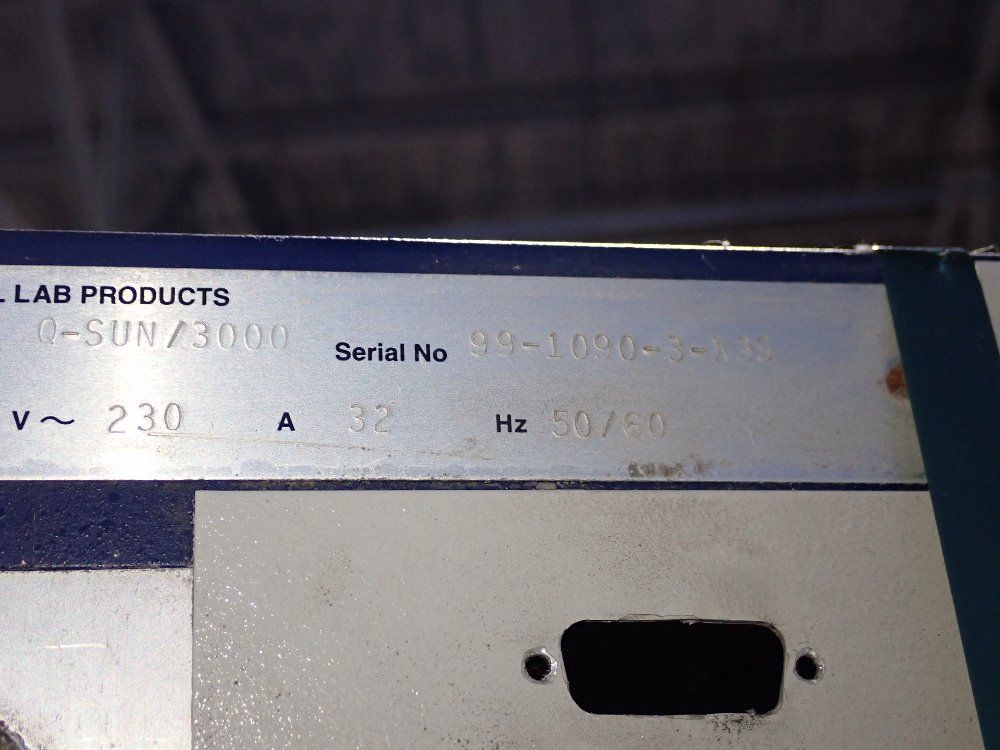 L LAB PRODUCTS
Q-SUN/3000 Serial No 99-1090-3-X3S
V ~ 230 A 32 Hz 50/60